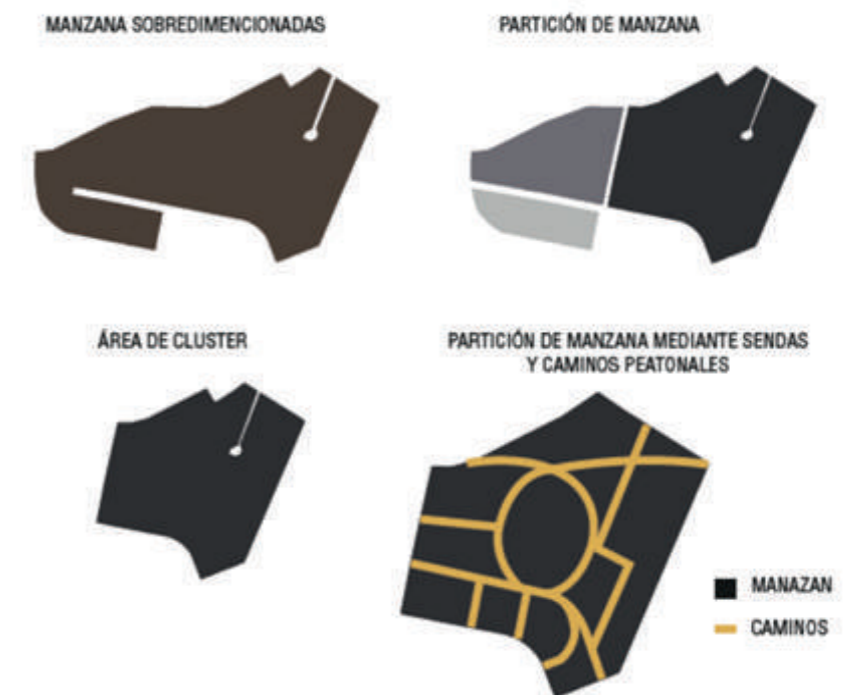 MANZANA SOBREDIMENCIONADAS
PARTICIÓN DE MANZANA
ÁREA DE CLUSTER
PARTICIÓN DE MANZANA MEDIANTE SENDAS
Y CAMINOS PEATONALES
MANAZAN
CAMINOS